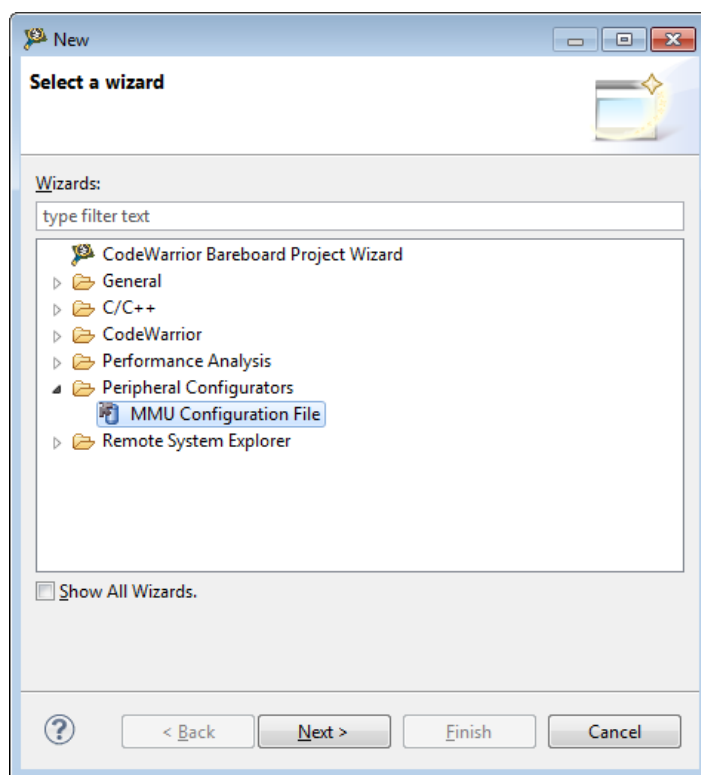 New
Select a wizard
Wizards:
type filter text
CodeWarrior Bareboard Project Wizard
General
C/C++
CodeWarrior
Performance Analysis
Peripheral Configurators
MMU Configuration File
Remote System Explorer
Show All Wizards.
? < Back Next > Finish Cancel